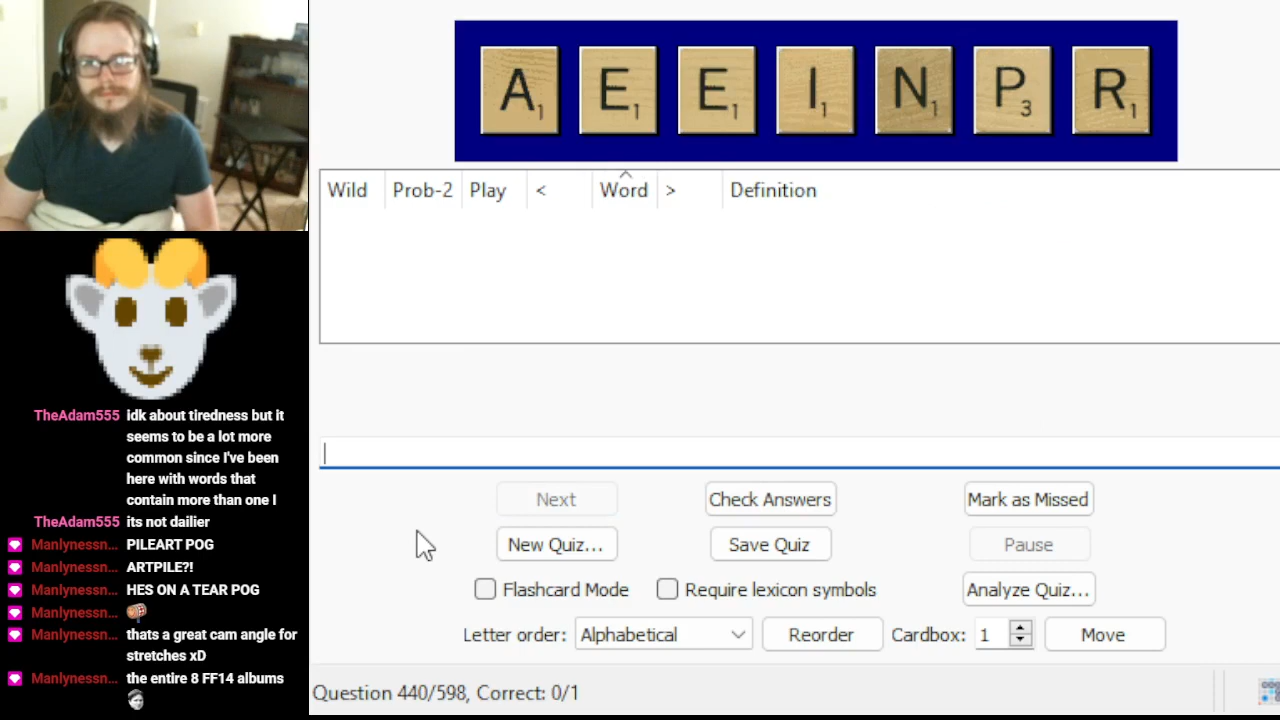 A1 E1 E1 I1 N1 P3 R1
Wild Prob-2 Play < Word > Definition
Next Check Answers Mark as Missed
New Quiz... Save Quiz Pause
Flashcard Mode Require lexicon symbols Analyze Quiz...
Letter order: Alphabetical Reorder Cardbox: 1 Move
Question 440/598, Correct: 0/1
TheAdam555 idk about tiredness but it
seems to be a lot more
common since I've been
here with words that
contain more than one I
TheAdam555 its not dailier
Manlynessn... PILEART POG
Manlynessn... ARTPILE?!
Manlynessn... HES ON A TEAR POG
Manlynessn...
Manlynessn... thats a great cam angle for
stretches xD
Manlynessn... the entire 8 FF14 albums